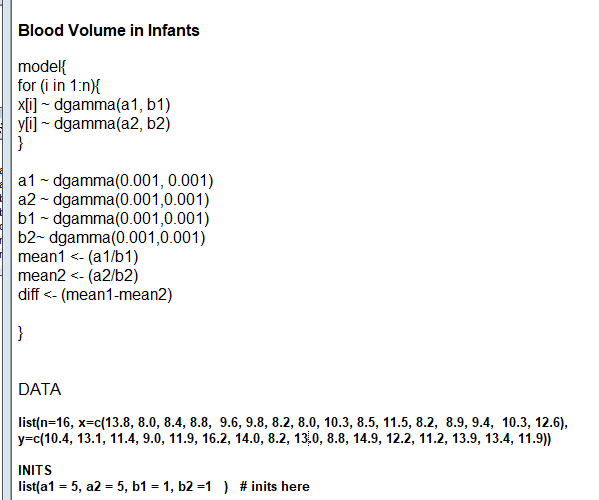 Blood Volume in Infants
model{
for (i in 1:n){
x[i] ~ dgamma(a1, b1)
y[i] ~ dgamma(a2, b2)
}
a1 ~ dgamma(0.001, 0.001)
a2 ~ dgamma(0.001,0.001)
b1 ~ dgamma(0.001,0.001)
b2~ dgamma(0.001,0.001)
mean1 <- (a1/b1)
mean2 <- (a2/b2)
diff <- (mean1-mean2)
}
DATA
list(n=16, x=c(13.8, 8.0, 8.4, 8.8,  9.6, 9.8, 8.2, 8.0, 10.3, 8.5, 11.5, 8.2,  8.9, 9.4,  10.3, 12.6),
y=c(10.4, 13.1, 11.4, 9.0, 11.9, 16.2, 14.0, 8.2, 13.0, 8.8, 14.9, 12.2, 11.2, 13.9, 13.4, 11.9))
INITS
list(a1 = 5, a2 = 5, b1 = 1, b2 =1   )   # inits here